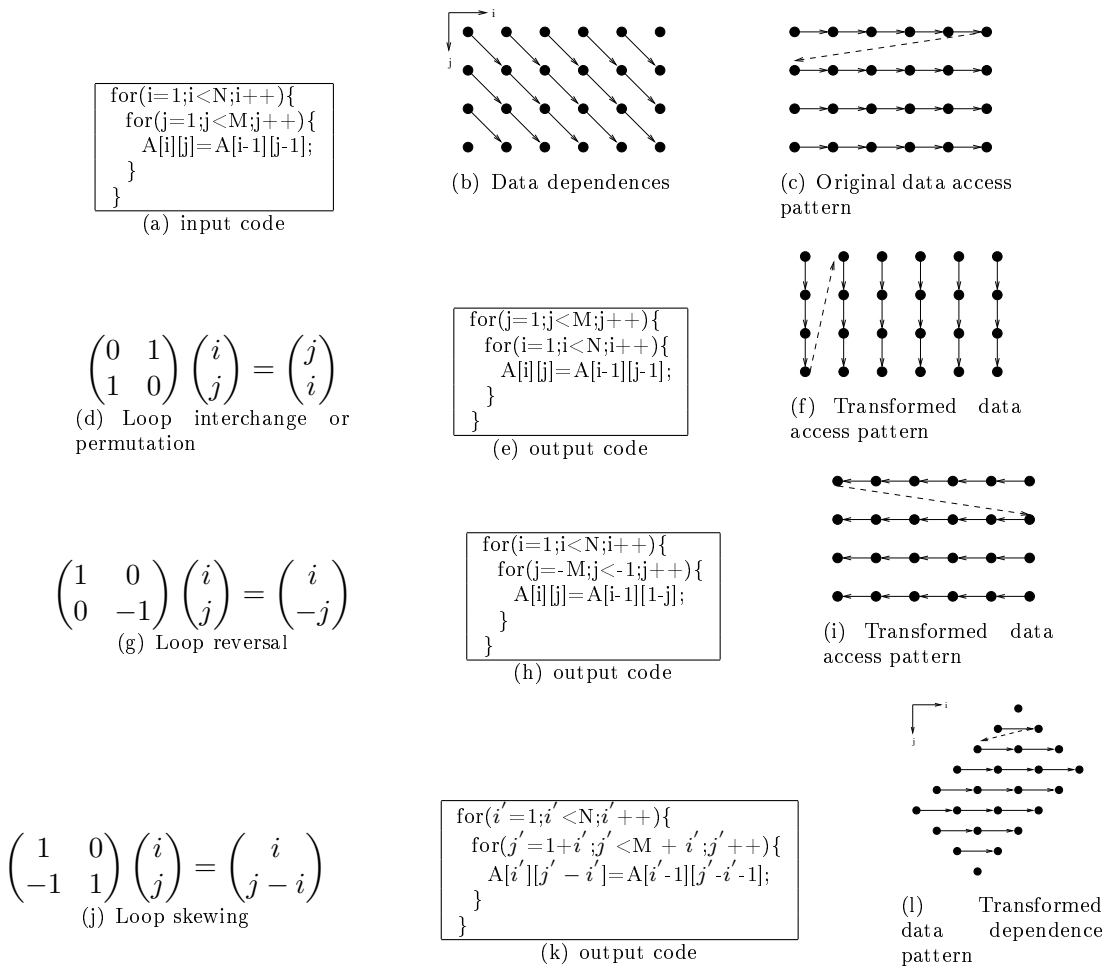 i
j
for(i=1;i<N;i++){
for(j=1;j<M;j++){
A[i][j]=A[i-1][j-1];
}
}
(a) input code
(b) Data dependences
(c) Original data access
pattern
(0 1
1 0) (i
j) = (j
i)
(d) Loop interchange or
permutation
for(j=1;j<M;j++){
for(i=1;i<N;i++){
A[i][j]=A[i-1][j-1];
}
}
(e) output code
(f) Transformed data
access pattern
(1 0
0 −1) (i
j) = (i
−j)
(g) Loop reversal
for(i=1;i<N;i++){
for(j=-M;j<-1;j++){
A[i][j]=A[i-1][1-j];
}
}
(h) output code
(i) Transformed data
access pattern
(1 0
−1 1) (i
j) = (i
j − i)
(j) Loop skewing
for(i′=1;i′<N;i′++){
for(j′=1+i′;j′<M + i′;j′++){
A[i′][j′ − i′]=A[i′-1][j′-i′-1];
}
}
(k) output code
i
j
(l) Transformed
data dependence
pattern